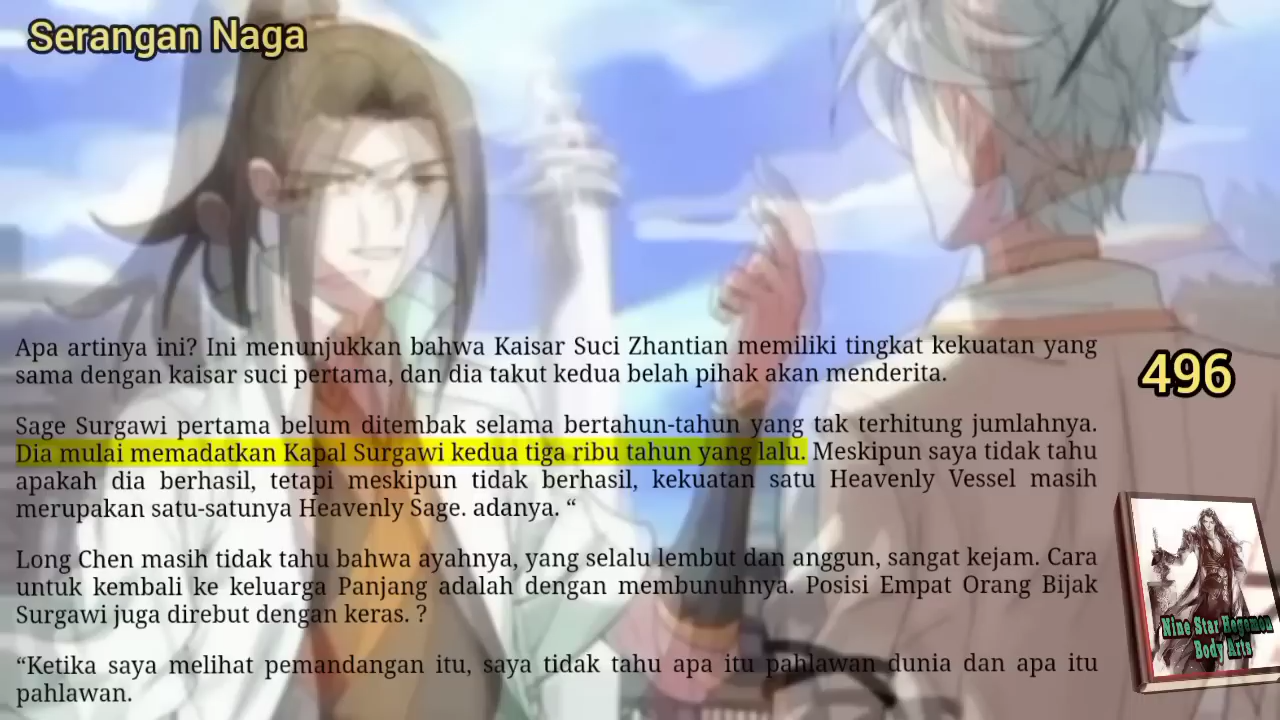 Serangan Naga
Apa artinya ini? Ini menunjukkan bahwa Kaisar Suci Zhantian memiliki tingkat kekuatan yang
sama dengan kaisar suci pertama, dan dia takut kedua belah pihak akan menderita.
496
Sage Surgawi pertama belum ditembak selama bertahun-tahun yang tak terhitung jumlahnya.
Dia mulai memadatkan Kapal Surgawi kedua tiga ribu tahun yang lalu. Meskipun saya tidak tahu
apakah dia berhasil, tetapi meskipun tidak berhasil, kekuatan satu Heavenly Vessel masih
merupakan satu-satunya Heavenly Sage. adanya. “
Long Chen masih tidak tahu bahwa ayahnya, yang selalu lembut dan anggun, sangat kejam. Cara
untuk kembali ke keluarga Panjang adalah dengan membunuhnya. Posisi Empat Orang Bijak
Surgawi juga direbut dengan keras. ?
“Ketika saya melihat pemandangan itu, saya tidak tahu apa itu pahlawan dunia dan apa itu
pahlawan.
Nine Star Hegemon
Body Arts